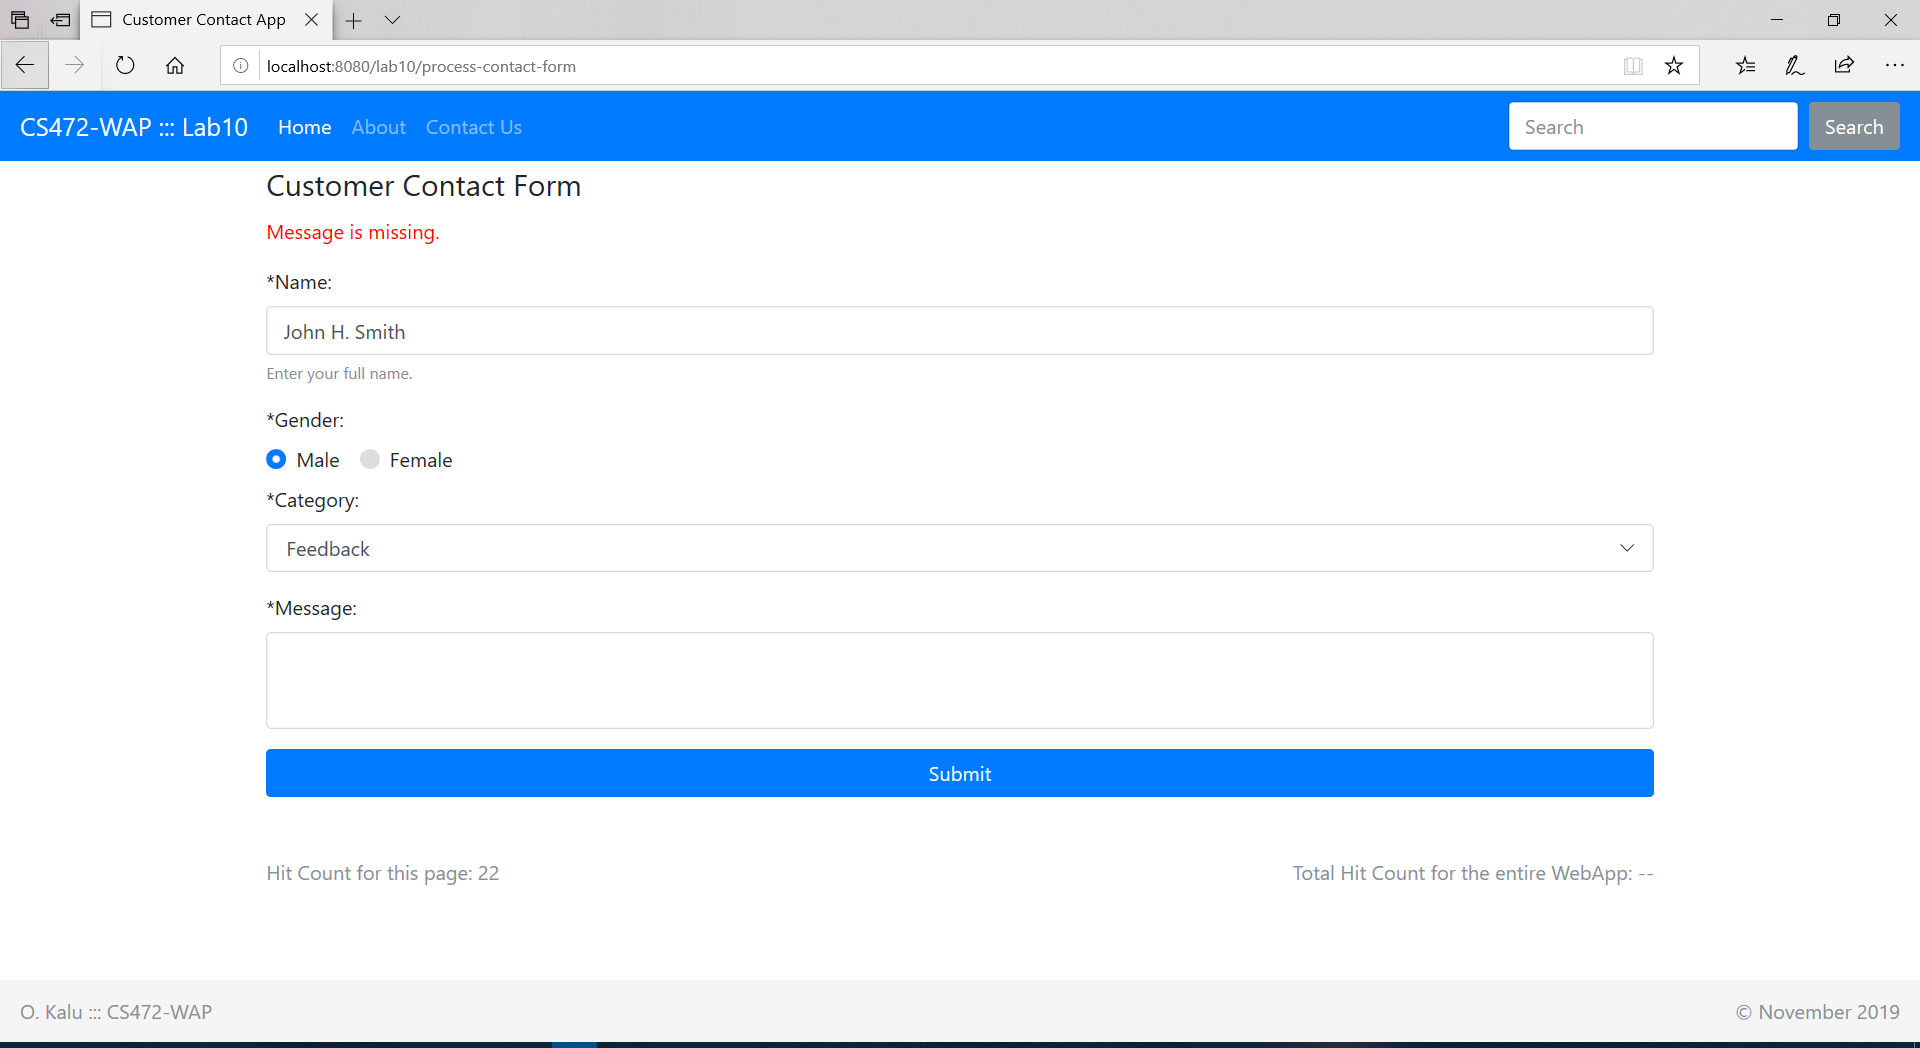 Customer Contact App
localhost:8080/lab10/process-contact-form
CS472-WAP ::: Lab10 Home About Contact Us Search Search
Customer Contact Form
Message is missing.
*Name:
John H. Smith
Enter your full name.
*Gender:
Male Female
*Category:
Feedback
*Message:
Submit
Hit Count for this page: 22 Total Hit Count for the entire WebApp: --
O. Kalu ::: CS472-WAP © November 2019